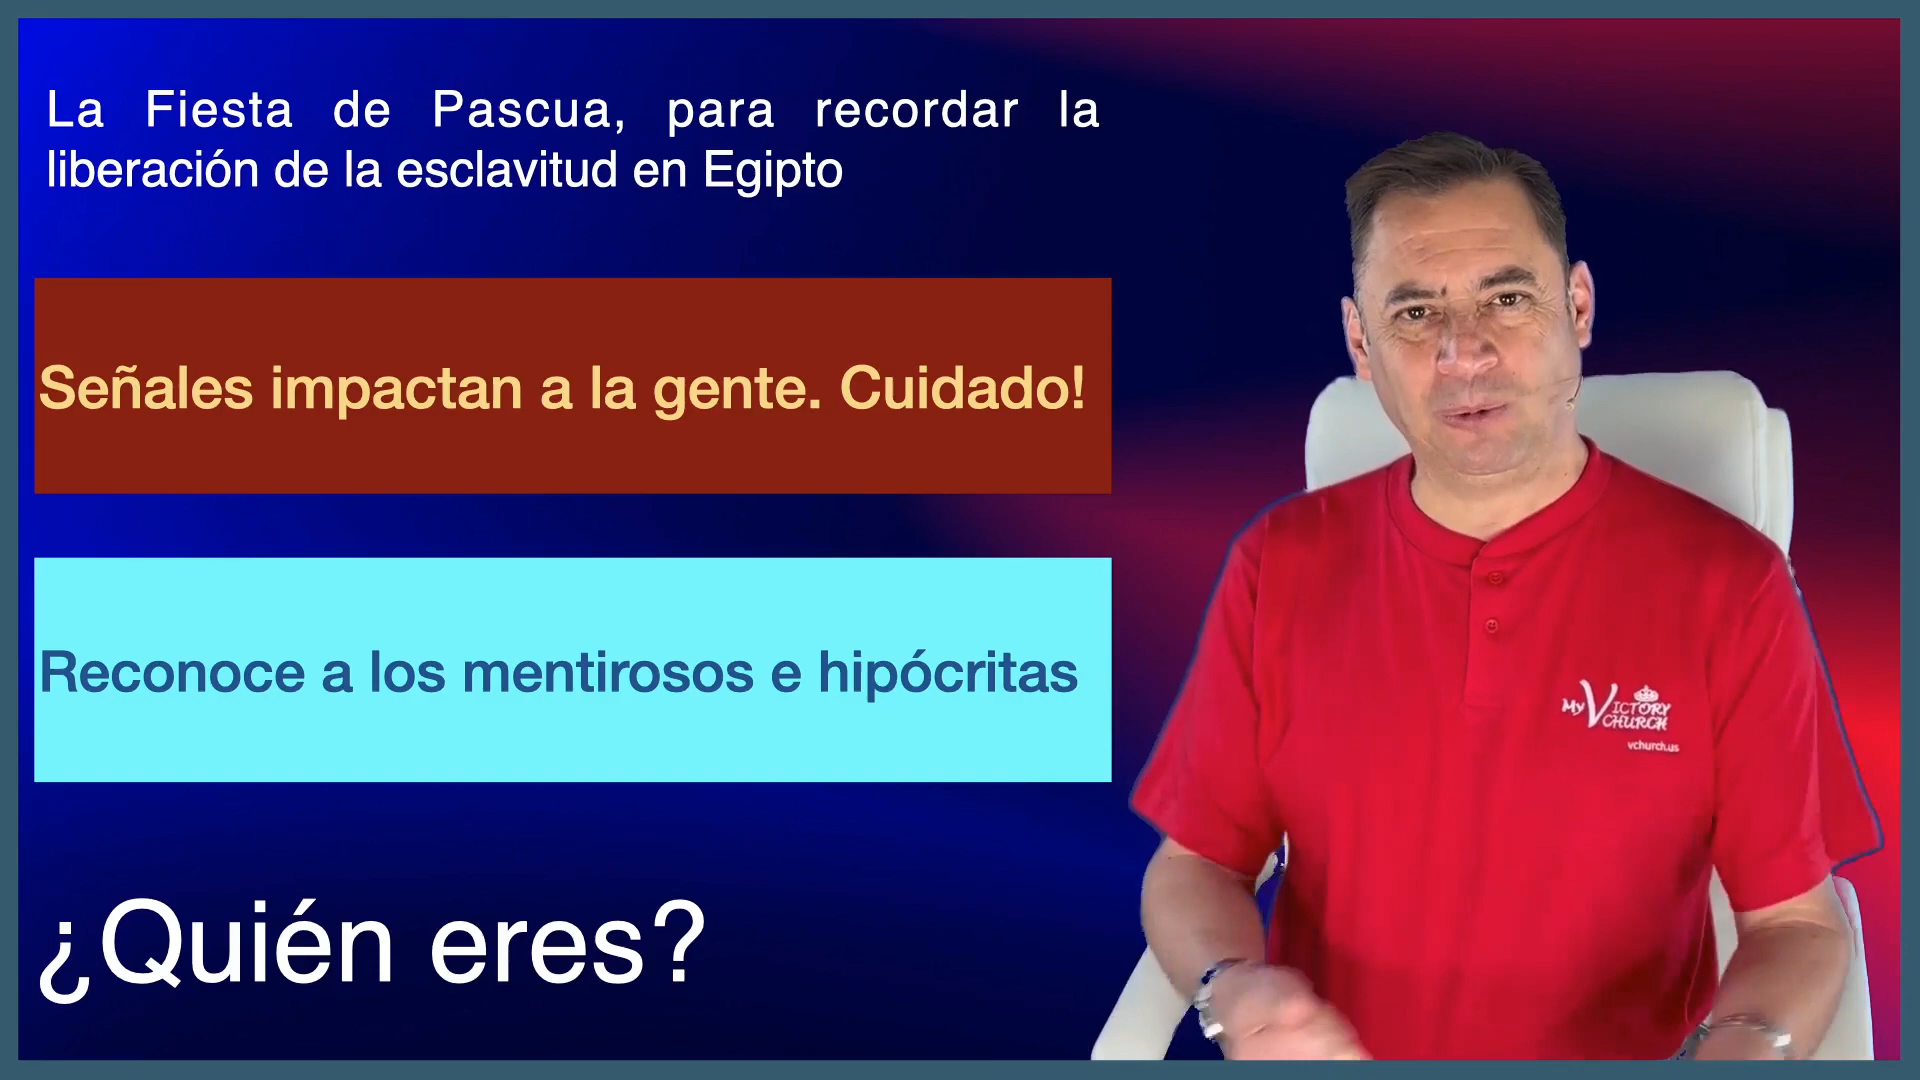 La Fiesta de Pascua, para recordar la
liberación de la esclavitud en Egipto
Señales impactan a la gente. Cuidado!
Reconoce a los mentirosos e hipócritas
¿Quién eres?
My VICTORY
CHURCH
vchurch.us